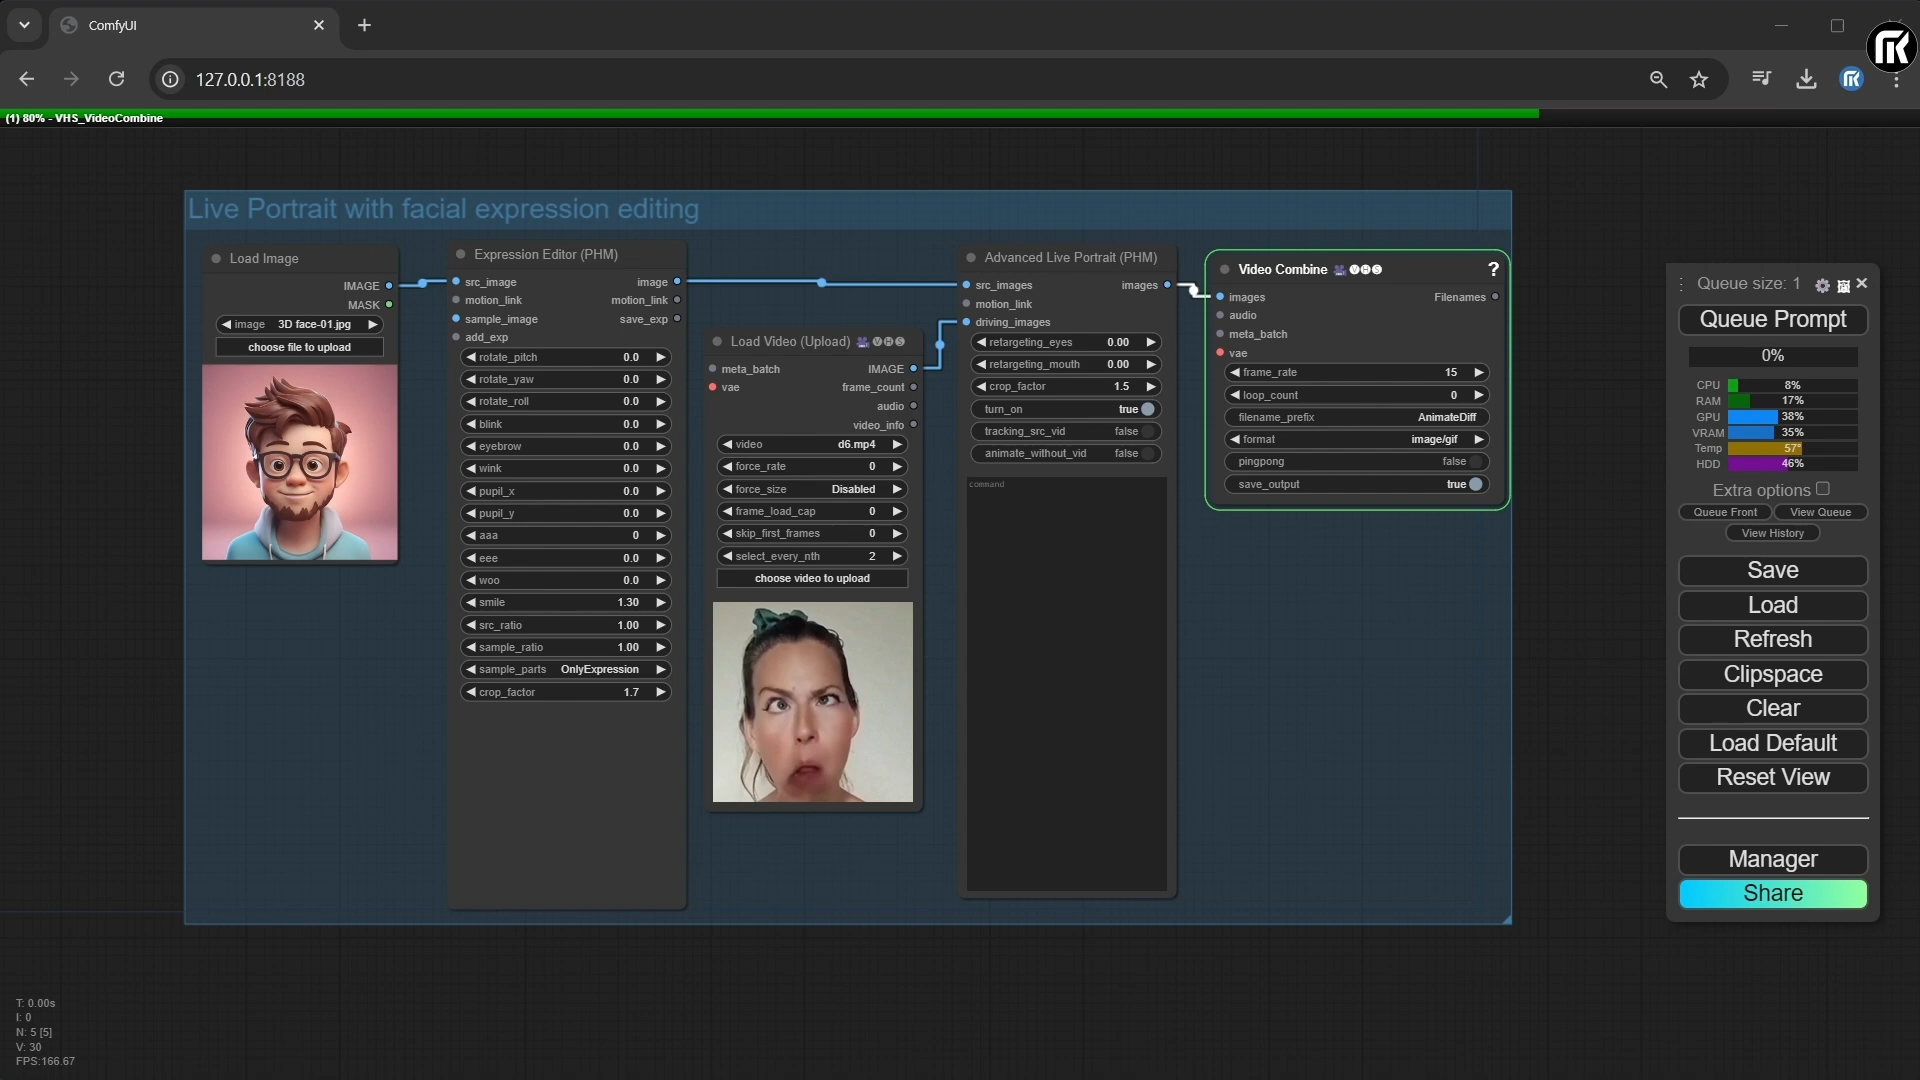 ComfyUI
127.0.0.1:8188
(1) 80% - VHS_VideoCombine
Live Portrait with facial expression editing
Load Image
IMAGE
MASK
image 3D face-01.jpg
choose file to upload
Expression Editor (PHM)
src_image image
motion_link motion_link
sample_image save_exp
add_exp
rotate_pitch 0.0
rotate_yaw 0.0
rotate_roll 0.0
blink 0.0
eyebrow 0.0
wink 0.0
pupil_x 0.0
pupil_y 0.0
aaa 0
eee 0.0
woo 0.0
smile 1.30
src_ratio 1.00
sample_ratio 1.00
sample_parts OnlyExpression
crop_factor 1.7
Load Video (Upload) VHS
meta_batch IMAGE
vae frame_count
audio
video_info
video d6.mp4
force_rate 0
force_size Disabled
frame_load_cap 0
skip_first_frames 0
select_every_nth 2
choose video to upload
Advanced Live Portrait (PHM)
src_images images
motion_link
driving_images
retargeting_eyes 0.00
retargeting_mouth 0.00
crop_factor 1.5
turn_on true
tracking_src_vid false
animate_without_vid false
command
Video Combine VHS ?
images Filenames
audio
meta_batch
vae
frame_rate 15
loop_count 0
filename_prefix AnimateDiff
format image/gif
pingpong false
save_output true
Queue size: 1
Queue Prompt
0%
CPU 8%
RAM 17%
GPU 38%
VRAM 35%
Temp 57°
HDD 46%
Extra options
Queue Front View Queue
View History
Save
Load
Refresh
Clipspace
Clear
Load Default
Reset View
Manager
Share
T: 0.00s
I: 0
N: 5 [5]
V: 30
FPS:166.67